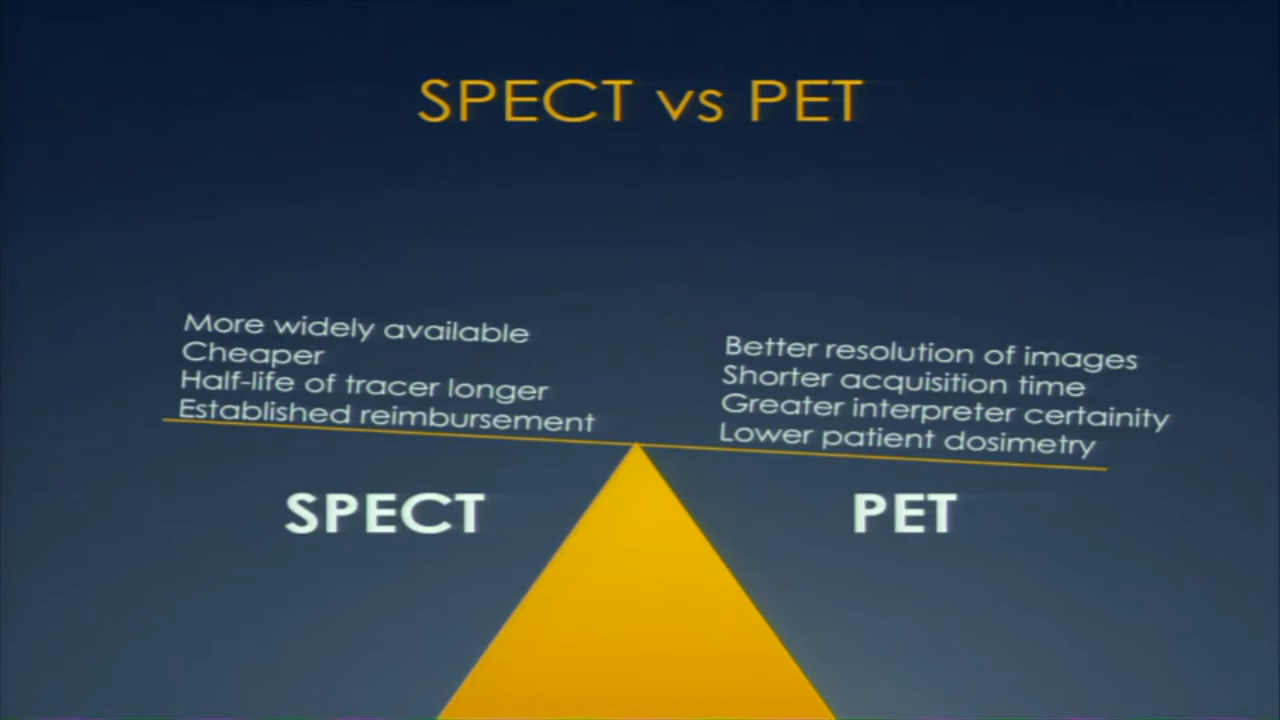 SPECT vs PET
More widely available
Cheaper
Half-life of tracer longer
Established reimbursement
Better resolution of images
Shorter acquisition time
Greater interpreter certainity
Lower patient dosimetry
SPECT
PET